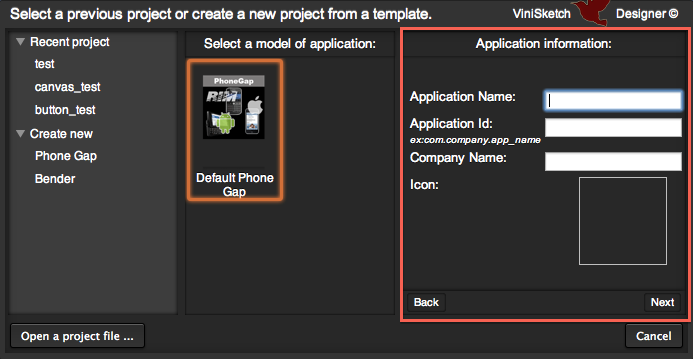 Select a previous project or create a new project from a template.
ViniSketch Designer ©
Recent project
test
canvas_test
button_test
Create new
Phone Gap
Bender
Select a model of application:
PhoneGap
RIM
Default Phone
Gap
Application information:
Application Name:
Application Id:
ex:com.company.app_name
Company Name:
Icon:
Back
Next
Open a project file ...
Cancel